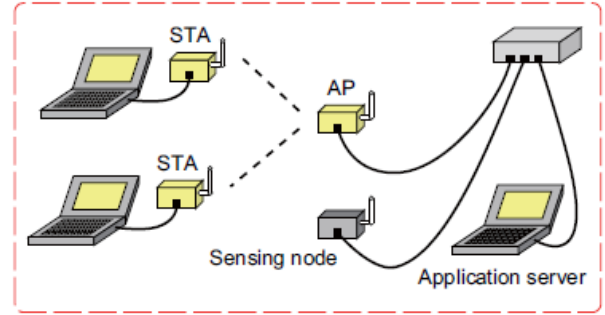 STA
AP
STA
Sensing node
Application server